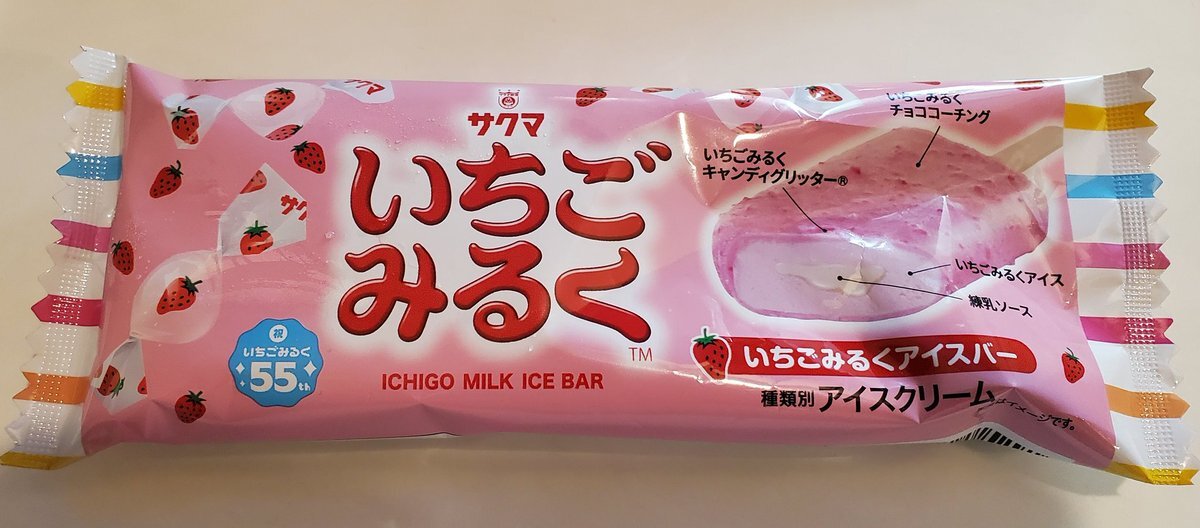 サクマ
いちご
みるく
TM
ICHIGO MILK ICE BAR
祝
いちごみるく
55th
サクマ
いちごみるく
チョココーチング
いちごみるく
キャンディグリッター®
いちごみるくアイス
練乳ソース
いちごみるくアイスバー
種類別 アイスクリーム
はイメージです。